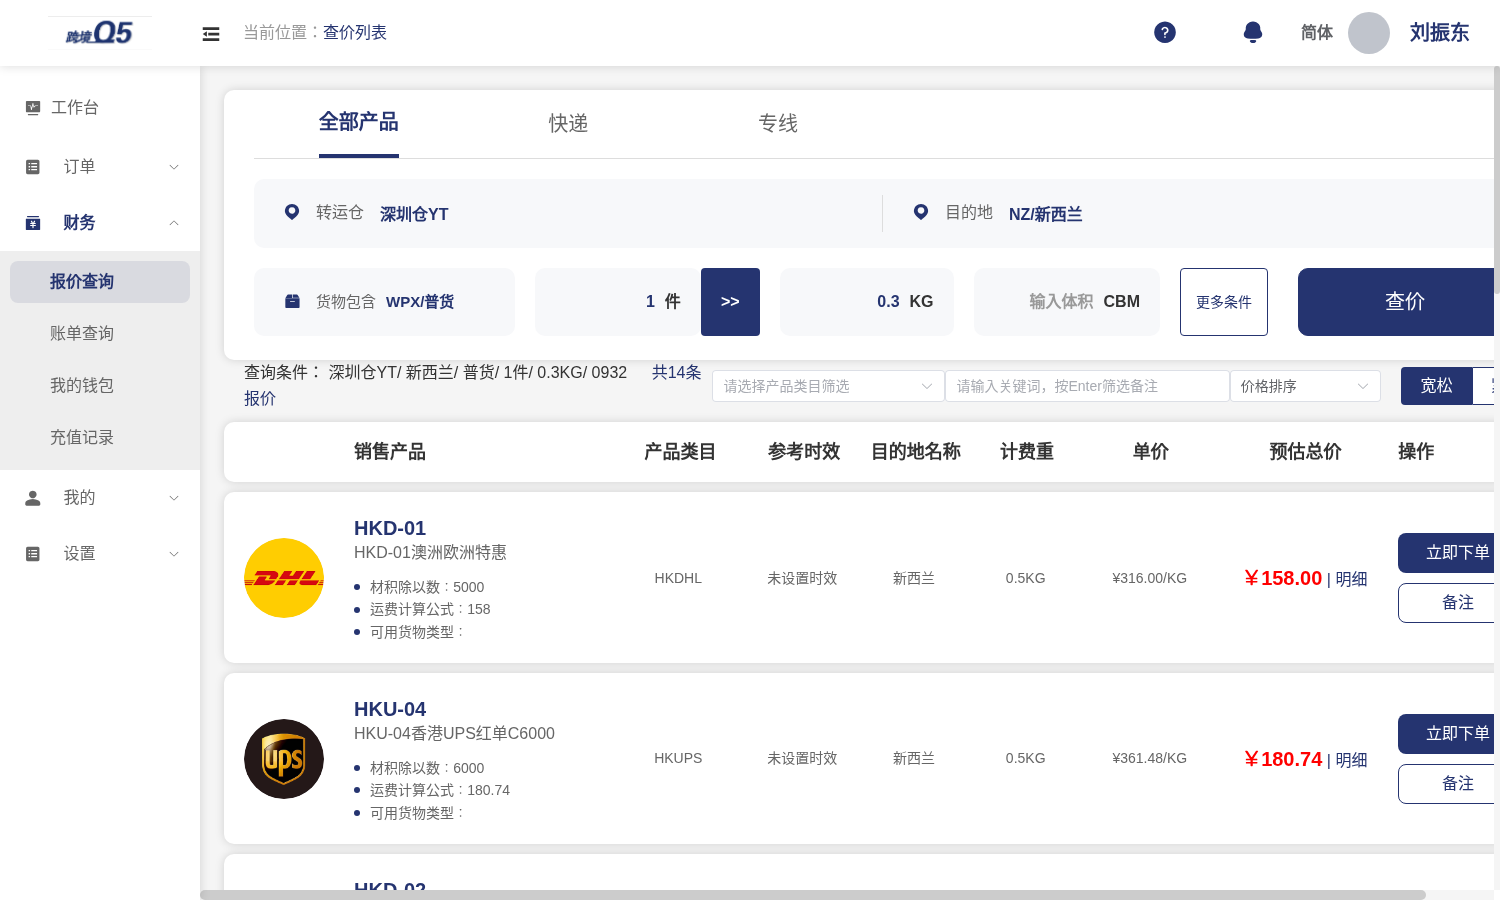 跨境Q5
当前位置：查价列表
简体
刘振东
工作台
订单
财务
报价查询
账单查询
我的钱包
充值记录
我的
设置
全部产品 快递 专线
转运仓 深圳仓YT 目的地 NZ/新西兰
货物包含 WPX/普货 1 件 >> 0.3 KG 输入体积 CBM 更多条件 查价
查询条件： 深圳仓YT/ 新西兰/ 普货/ 1件/ 0.3KG/ 0932 共14条
报价
请选择产品类目筛选 请输入关键词，按Enter筛选备注 价格排序 宽松
销售产品 产品类目 参考时效 目的地名称 计费重 单价 预估总价 操作
HKD-01
HKD-01澳洲欧洲特惠
材积除以数：5000
运费计算公式：158
可用货物类型：
DHL
HKDHL 未设置时效 新西兰 0.5KG ¥316.00/KG ￥158.00 | 明细
立即下单
备注
HKU-04
HKU-04香港UPS红单C6000
材积除以数：6000
运费计算公式：180.74
可用货物类型：
ups
HKUPS 未设置时效 新西兰 0.5KG ¥361.48/KG ￥180.74 | 明细
立即下单
备注